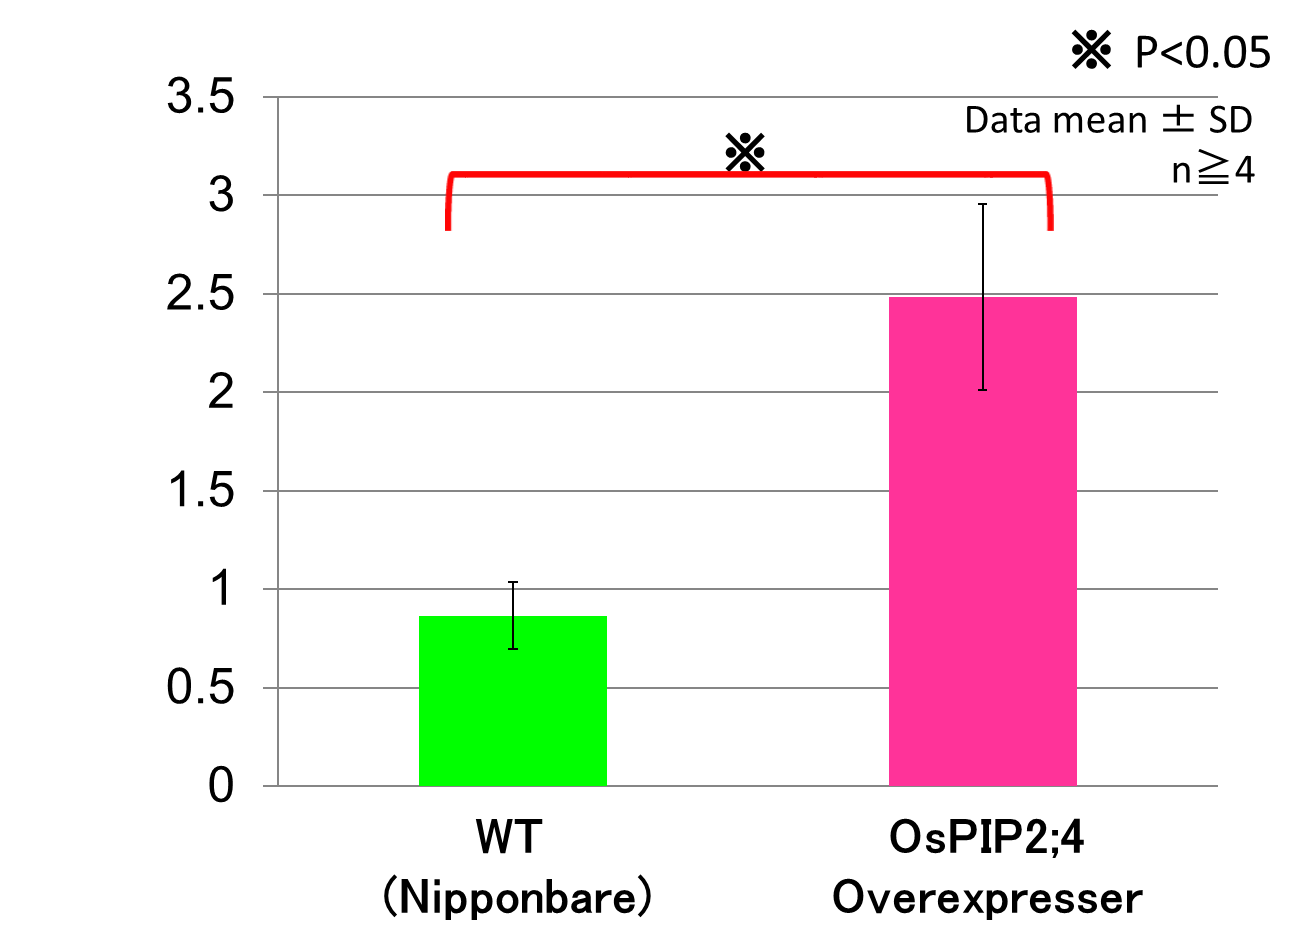 ※ P<0.05
3.5
Data mean ± SD
※
n≧4
3
2.5
2
1.5
1
0.5
0
WT
(Nipponbare)
OsPIP2;4
Overexpresser